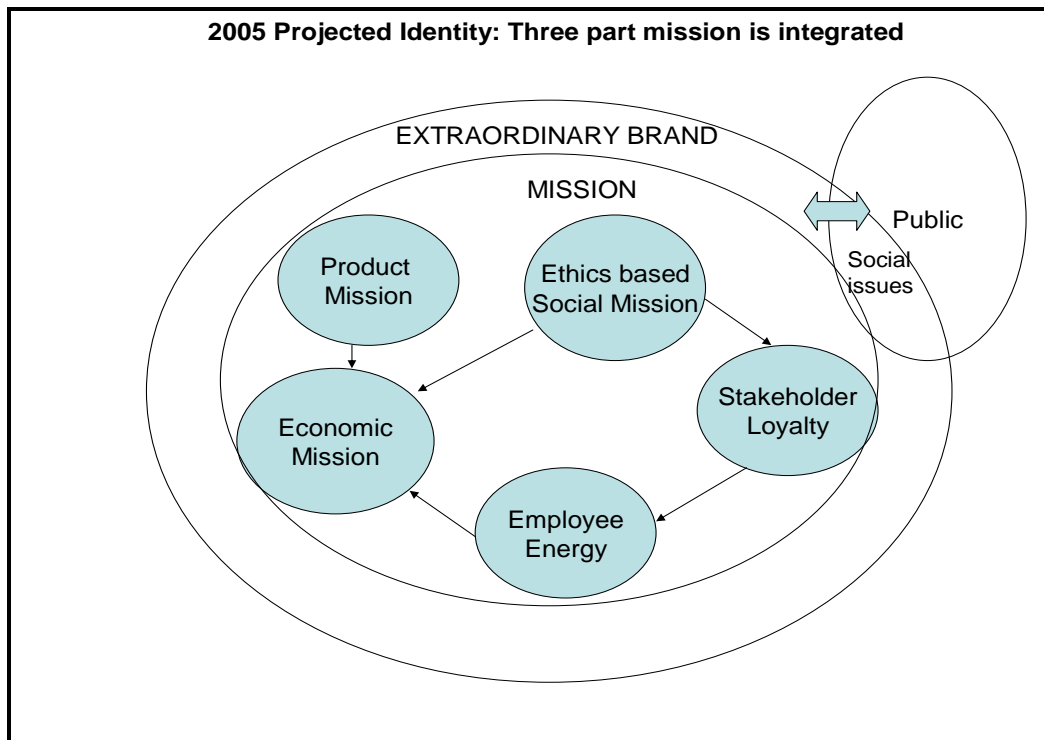 2005 Projected Identity: Three part mission is integrated
EXTRAORDINARY BRAND
MISSION
Public
Social
issues
Product
Mission
Ethics based
Social Mission
Stakeholder
Loyalty
Economic
Mission
Employee
Energy